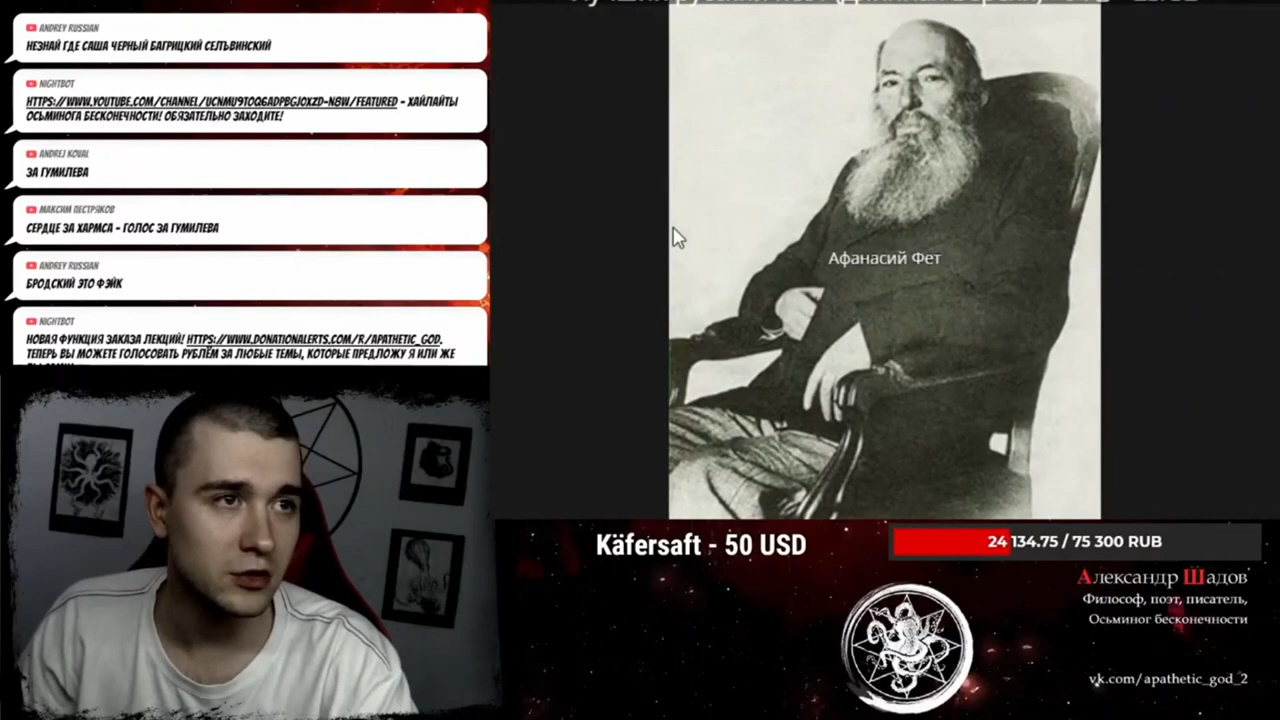 ANDREY RUSSIAN
НЕЗНАЙ ГДЕ САША ЧЕРНЫЙ БАГРИЦКИЙ СЕЛЬВИНСКИЙ
NIGHTBOT
HTTPS://WWW.YOUTUBE.COM/CHANNEL/UCNMU9TOQ6ADPBGJOXZD-N8W/FEATURED - ХАЙЛАЙТЫ
ОСЬМИНОГА БЕСКОНЕЧНОСТИ! ОБЯЗАТЕЛЬНО ЗАХОДИТЕ!
ANDREJ KOVAL
ЗА ГУМИЛЕВА
МАКСИМ ПЕСТРЯКОВ
СЕРДЦЕ ЗА ХАРМСА - ГОЛОС ЗА ГУМИЛЕВА
ANDREY RUSSIAN
БРОДСКИЙ ЭТО ФЭЙК
NIGHTBOT
НОВАЯ ФУНКЦИЯ ЗАКАЗА ЛЕКЦИЙ! HTTPS://WWW.DONATIONALERTS.COM/R/APATHETIC_GOD.
ТЕПЕРЬ ВЫ МОЖЕТЕ ГОЛОСОВАТЬ РУБЛЁМ ЗА ЛЮБЫЕ ТЕМЫ, КОТОРЫЕ ПРЕДЛОЖУ Я ИЛИ ЖЕ
Афанасий Фет
Käfersaft - 50 USD
24 134.75 / 75 300 RUB
Александр Шадов
Философ, поэт, писатель,
Осьминог бесконечности
vk.com/apathetic_god_2